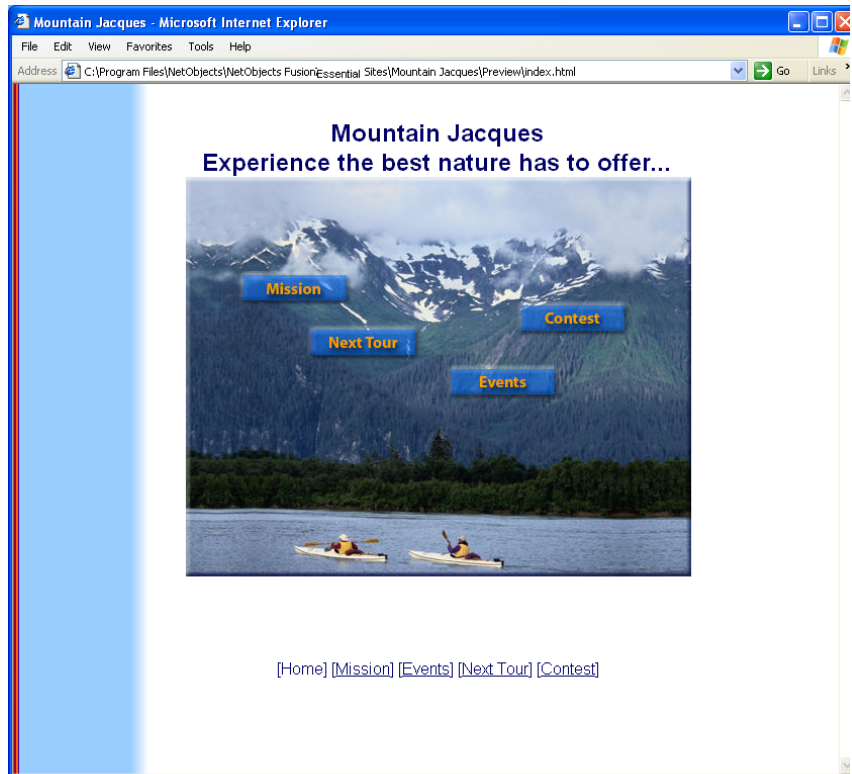 Mountain Jacques - Microsoft Internet Explorer
File Edit View Favorites Tools Help
Address C:\Program Files\NetObjects\NetObjects Fusion\Essential Sites\Mountain Jacques\Preview\index.html Go Links »
Mountain Jacques
Experience the best nature has to offer...
Mission
Contest
Next Tour
Events
[Home] [Mission] [Events] [Next Tour] [Contest]